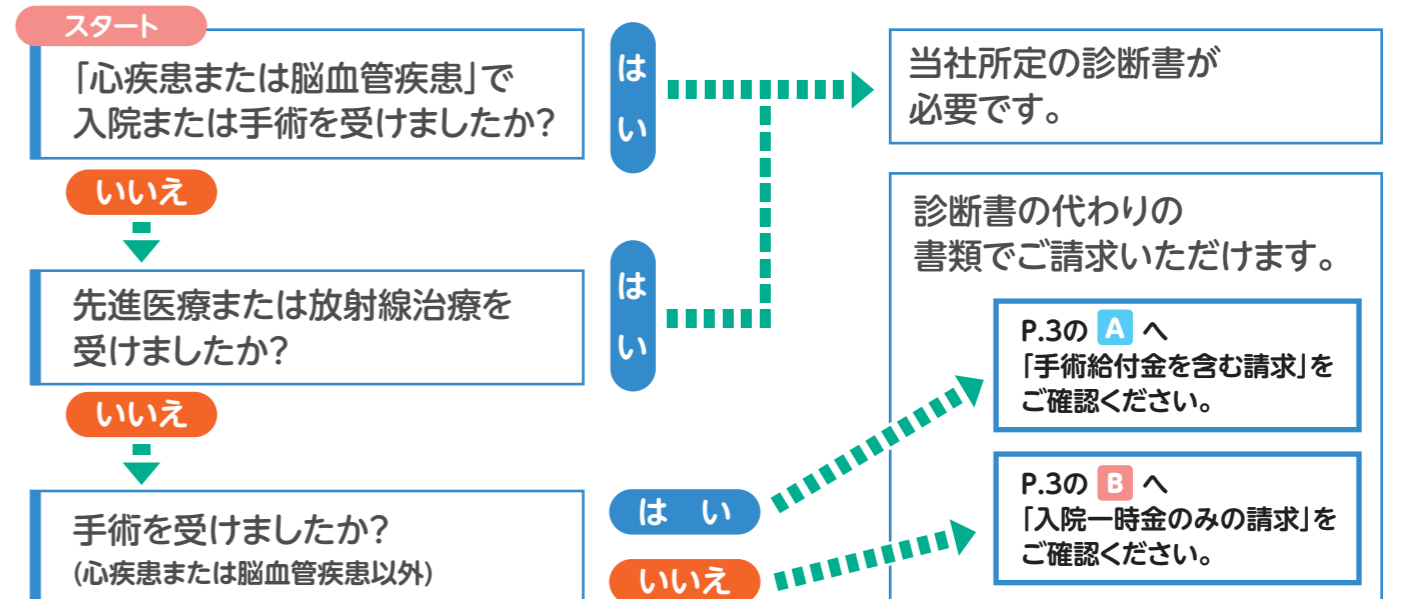 スタート
「心疾患または脳血管疾患」で
入院または手術を受けましたか?
はい
当社所定の診断書が
必要です。
いいえ
先進医療または放射線治療を
受けましたか?
はい
診断書の代わりの
書類でご請求いただけます。
いいえ
手術を受けましたか?
(心疾患または脳血管疾患以外)
はい
いいえ
P.3の A へ
「手術給付金を含む請求」を
ご確認ください。
P.3の B へ
「入院一時金のみの請求」を
ご確認ください。